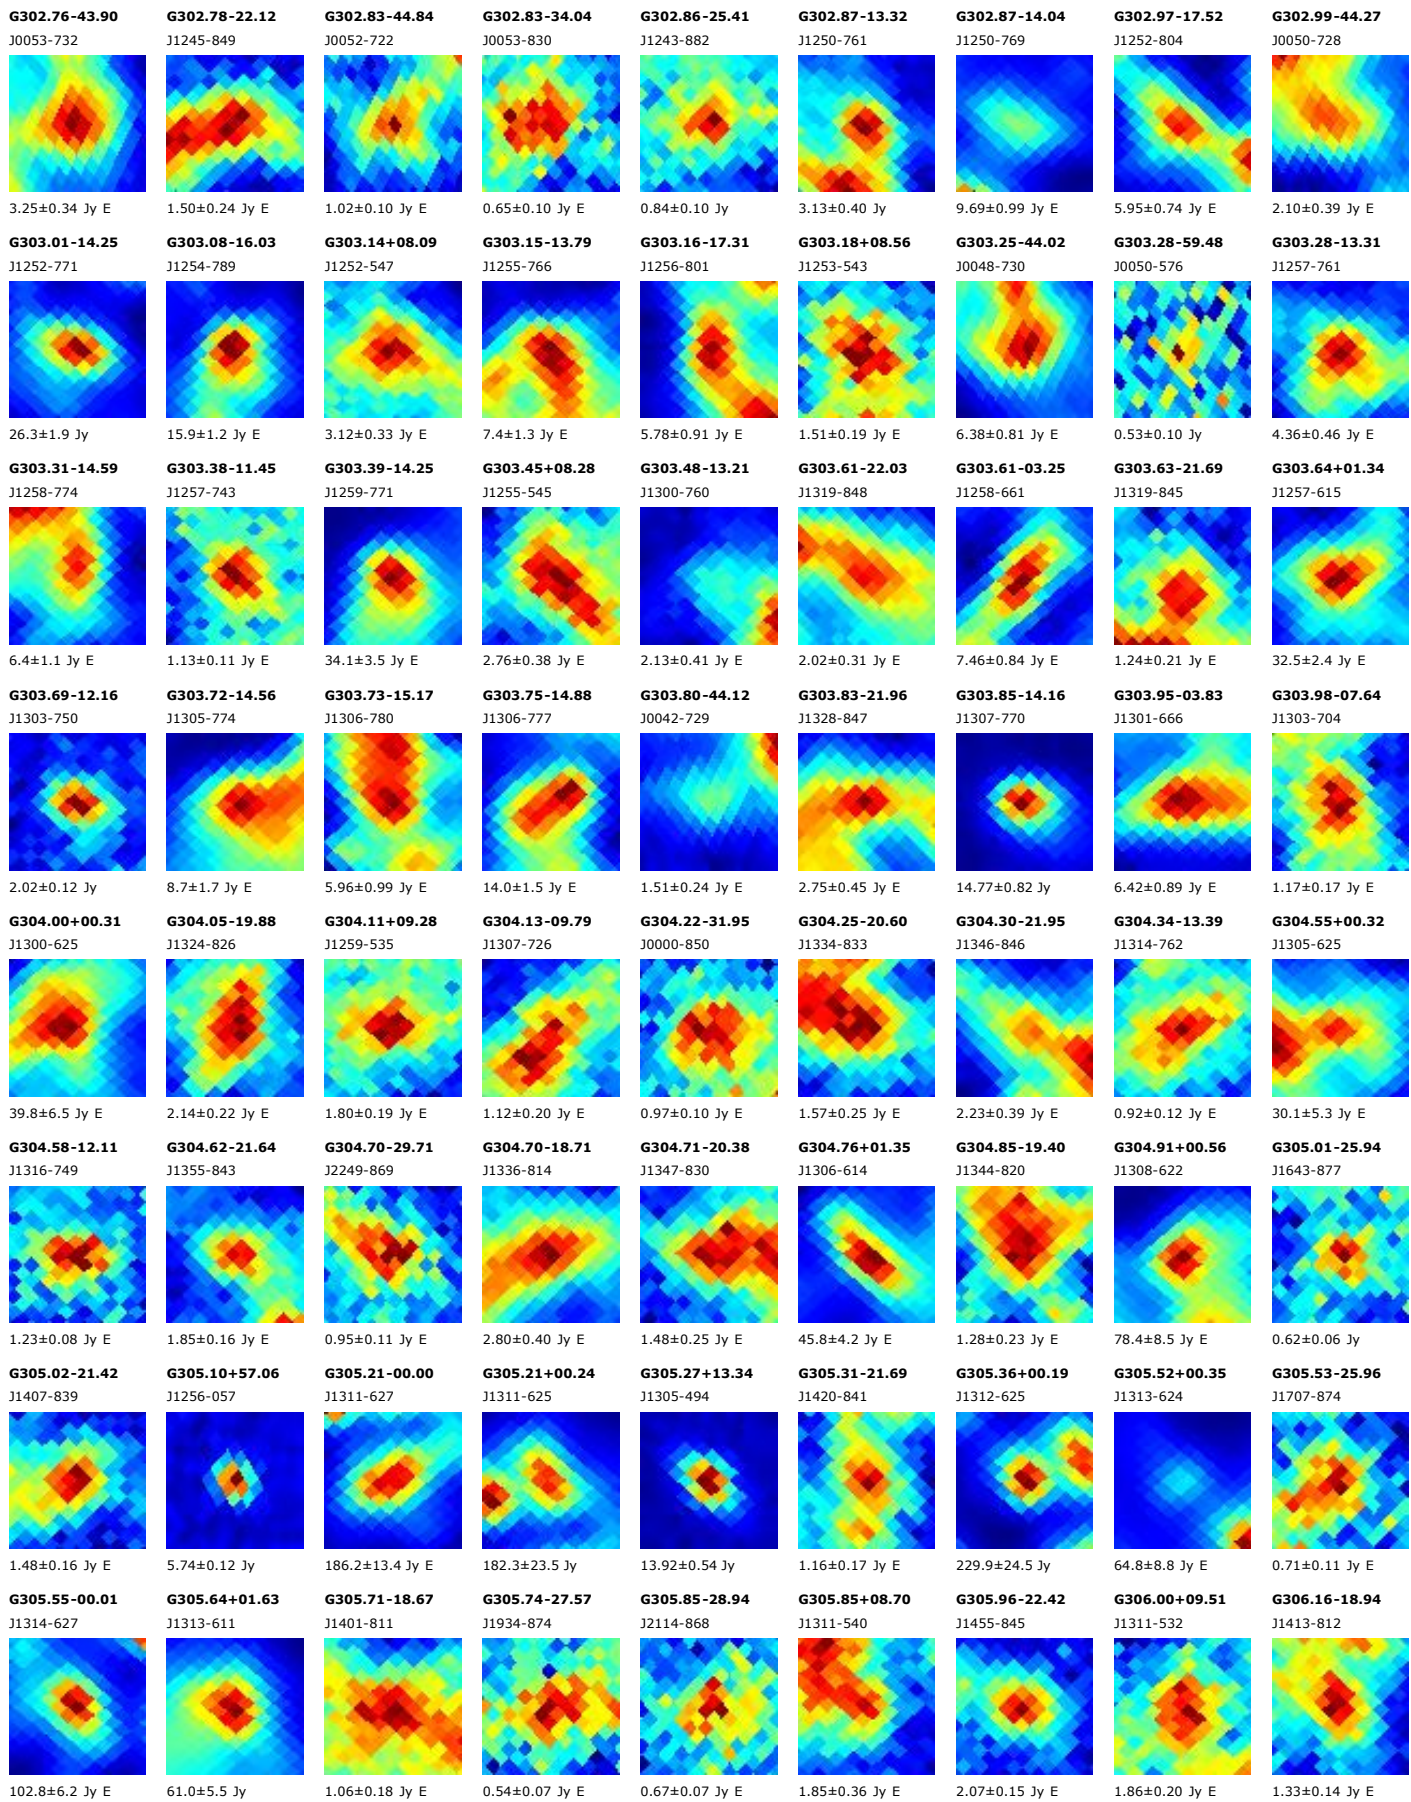 G302.76-43.90 G302.78-22.12 G302.83-44.84 G302.83-34.04 G302.86-25.41 G302.87-13.32 G302.87-14.04 G302.97-17.52 G302.99-44.27
J0053-732 J1245-849 J0052-722 J0053-830 J1243-882 J1250-761 J1250-769 J1252-804 J0050-728
3.25±0.34 Jy E 1.50±0.24 Jy E 1.02±0.10 Jy E 0.65±0.10 Jy E 0.84±0.10 Jy 3.13±0.40 Jy 9.69±0.99 Jy E 5.95±0.74 Jy E 2.10±0.39 Jy E
G303.01-14.25 G303.08-16.03 G303.14+08.09 G303.15-13.79 G303.16-17.31 G303.18+08.56 G303.25-44.02 G303.28-59.48 G303.28-13.31
J1252-771 J1254-789 J1252-547 J1255-766 J1256-801 J1253-543 J0048-730 J0050-576 J1257-761
26.3±1.9 Jy 15.9±1.2 Jy E 3.12±0.33 Jy E 7.4±1.3 Jy E 5.78±0.91 Jy E 1.51±0.19 Jy E 6.38±0.81 Jy E 0.53±0.10 Jy 4.36±0.46 Jy E
G303.31-14.59 G303.38-11.45 G303.39-14.25 G303.45+08.28 G303.48-13.21 G303.61-22.03 G303.61-03.25 G303.63-21.69 G303.64+01.34
J1258-774 J1257-743 J1259-771 J1255-545 J1300-760 J1319-848 J1258-661 J1319-845 J1257-615
6.4±1.1 Jy E 1.13±0.11 Jy E 34.1±3.5 Jy E 2.76±0.38 Jy E 2.13±0.41 Jy E 2.02±0.31 Jy E 7.46±0.84 Jy E 1.24±0.21 Jy E 32.5±2.4 Jy E
G303.69-12.16 G303.72-14.56 G303.73-15.17 G303.75-14.88 G303.80-44.12 G303.83-21.96 G303.85-14.16 G303.95-03.83 G303.98-07.64
J1303-750 J1305-774 J1306-780 J1306-777 J0042-729 J1328-847 J1307-770 J1301-666 J1303-704
2.02±0.12 Jy 8.7±1.7 Jy E 5.96±0.99 Jy E 14.0±1.5 Jy E 1.51±0.24 Jy E 2.75±0.45 Jy E 14.77±0.82 Jy 6.42±0.89 Jy E 1.17±0.17 Jy E
G304.00+00.31 G304.05-19.88 G304.11+09.28 G304.13-09.79 G304.22-31.95 G304.25-20.60 G304.30-21.95 G304.34-13.39 G304.55+00.32
J1300-625 J1324-826 J1259-535 J1307-726 J0000-850 J1334-833 J1346-846 J1314-762 J1305-625
39.8±6.5 Jy E 2.14±0.22 Jy E 1.80±0.19 Jy E 1.12±0.20 Jy E 0.97±0.10 Jy E 1.57±0.25 Jy E 2.23±0.39 Jy E 0.92±0.12 Jy E 30.1±5.3 Jy E
G304.58-12.11 G304.62-21.64 G304.70-29.71 G304.70-18.71 G304.71-20.38 G304.76+01.35 G304.85-19.40 G304.91+00.56 G305.01-25.94
J1316-749 J1355-843 J2249-869 J1336-814 J1347-830 J1306-614 J1344-820 J1308-622 J1643-877
1.23±0.08 Jy E 1.85±0.16 Jy E 0.95±0.11 Jy E 2.80±0.40 Jy E 1.48±0.25 Jy E 45.8±4.2 Jy E 1.28±0.23 Jy E 78.4±8.5 Jy E 0.62±0.06 Jy
G305.02-21.42 G305.10+57.06 G305.21-00.00 G305.21+00.24 G305.27+13.34 G305.31-21.69 G305.36+00.19 G305.52+00.35 G305.53-25.96
J1407-839 J1256-057 J1311-627 J1311-625 J1305-494 J1420-841 J1312-625 J1313-624 J1707-874
1.48±0.16 Jy E 5.74±0.12 Jy 186.2±13.4 Jy E 182.3±23.5 Jy 13.92±0.54 Jy 1.16±0.17 Jy E 229.9±24.5 Jy 64.8±8.8 Jy E 0.71±0.11 Jy E
G305.55-00.01 G305.64+01.63 G305.71-18.67 G305.74-27.57 G305.85-28.94 G305.85+08.70 G305.96-22.42 G306.00+09.51 G306.16-18.94
J1314-627 J1313-611 J1401-811 J1934-874 J2114-868 J1311-540 J1455-845 J1311-532 J1413-812
102.8±6.2 Jy E 61.0±5.5 Jy 1.06±0.18 Jy E 0.54±0.07 Jy E 0.67±0.07 Jy E 1.85±0.36 Jy E 2.07±0.15 Jy E 1.86±0.20 Jy E 1.33±0.14 Jy E